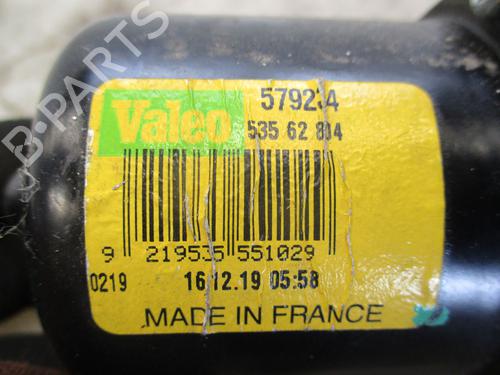 B-PARTS
Valeo
579234
535 62 804
9 219535 551029
0219 16.12.19 05:58
MADE IN FRANCE